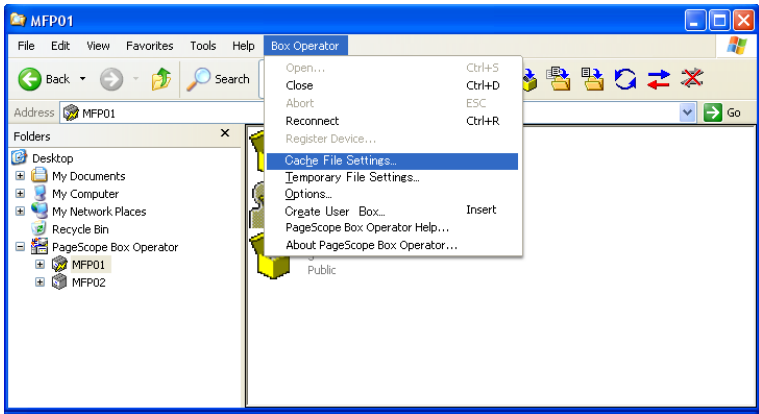 MFP01
File Edit View Favorites Tools Help Box Operator
Back Search
Address MFP01 Go
Folders
Desktop
My Documents
My Computer
My Network Places
Recycle Bin
PageScope Box Operator
MFP01
MFP02
Open... Ctrl+S
Close Ctrl+D
Abort ESC
Reconnect Ctrl+R
Register Device...
Cache File Settings...
Temporary File Settings...
Options...
Create User Box... Insert
PageScope Box Operator Help...
About PageScope Box Operator...
Public